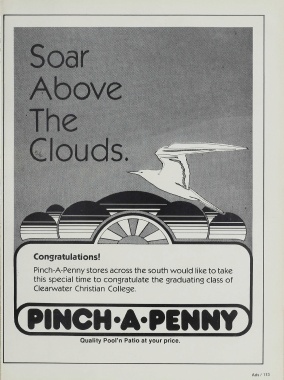 Soar
Above
The
Clouds.
Congratulations!
Pinch-A-Penny stores across the south would like to take
this special time to congratulate the graduating class of
Clearwater Christian College.
PINCH·A·PENNY
Quality Pool'n Patio at your price.